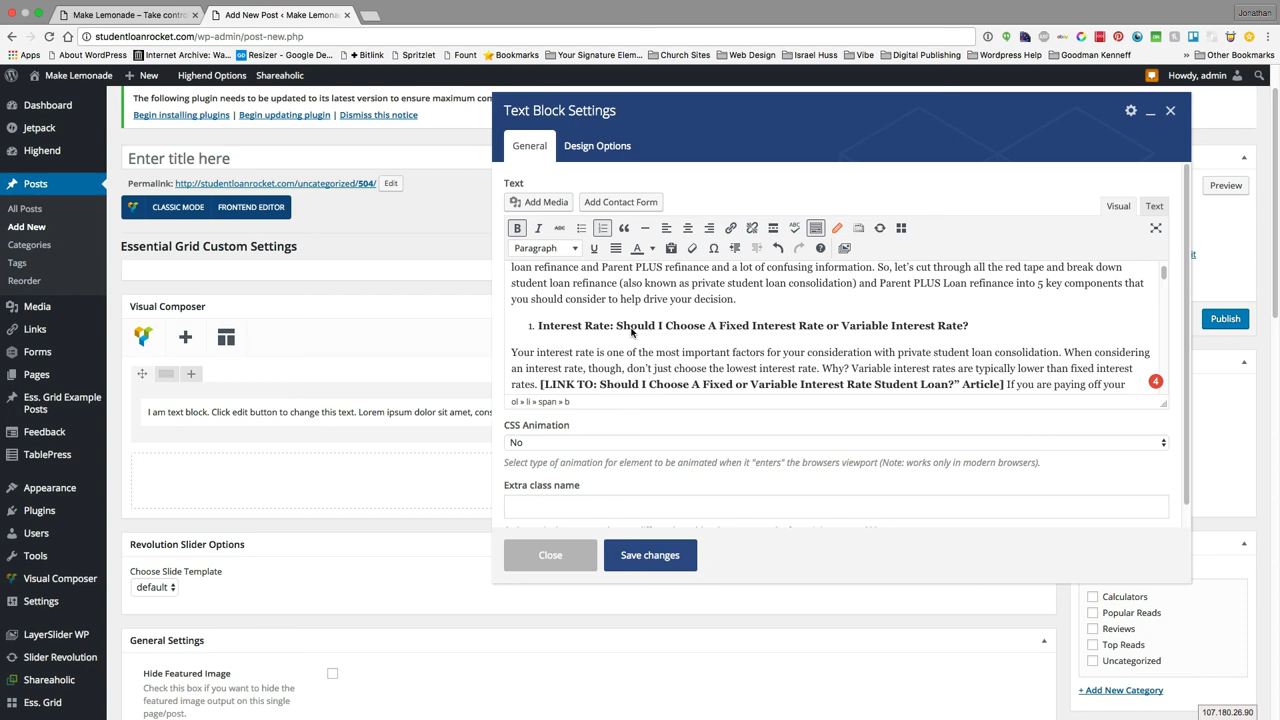 Jonathan
Make Lemonade – Take contro
Add New Post ‹ Make Lemona
studentloanrocket.com/wp-admin/post-new.php
Apps
About WordPress
Internet Archive: Wa...
Resizer - Goodbye De...
Bitlink
Spritzlet
Fount
Bookmarks
Your Signature Elem...
Church Sites
Web Design
Israel Huss
Vibe
Digital Publishing
Wordpress Help
Goodman Kenneff
»
Other Bookmarks
Make Lemonade
New
Highend Options
Shareaholic
Howdy, admin
Dashboard
Jetpack
Highend
Posts
All Posts
Add New
Categories
Tags
Reorder
Media
Links
Forms
Pages
Ess. Grid Example
Posts
Feedback
TablePress
Appearance
Plugins
Users
Tools
Visual Composer
Settings
LayerSlider WP
Slider Revolution
Shareaholic
Ess. Grid
The following plugin needs to be updated to its latest version to ensure maximum com
Begin installing plugins | Begin updating plugin | Dismiss this notice
Enter title here
Permalink: http://studentloanrocket.com/uncategorized/504/ Edit
CLASSIC MODE
FRONTEND EDITOR
Essential Grid Custom Settings
Visual Composer
I am text block. Click edit button to change this text. Lorem ipsum dolor sit amet, cons
Revolution Slider Options
Choose Slide Template
default
General Settings
Hide Featured Image
Check this box if you want to hide the
featured image output on this single
page/post.
Text Block Settings
General
Design Options
Text
Add Media
Add Contact Form
Visual
Text
B
I
ABC
ABC
Paragraph
U
A
Ω
loan refinance and Parent PLUS refinance and a lot of confusing information. So, let's cut through all the red tape and break down
student loan refinance (also known as private student loan consolidation) and Parent PLUS Loan refinance into 5 key components that
you should consider to help drive your decision.
1. Interest Rate: Should I Choose A Fixed Interest Rate or Variable Interest Rate?
Your interest rate is one of the most important factors for your consideration with private student loan consolidation. When considering
an interest rate, though, don't just choose the lowest interest rate. Why? Variable interest rates are typically lower than fixed interest
rates. [LINK TO: Should I Choose A Fixed or Variable Interest Rate Student Loan?” Article] If you are paying off your
4
ol » li » span » b
CSS Animation
No
Select type of animation for element to be animated when it "enters" the browsers viewport (Note: works only in modern browsers).
Extra class name
Close
Save changes
Preview
it
Publish
Calculators
Popular Reads
Reviews
Top Reads
Uncategorized
+ Add New Category
107.180.26.90